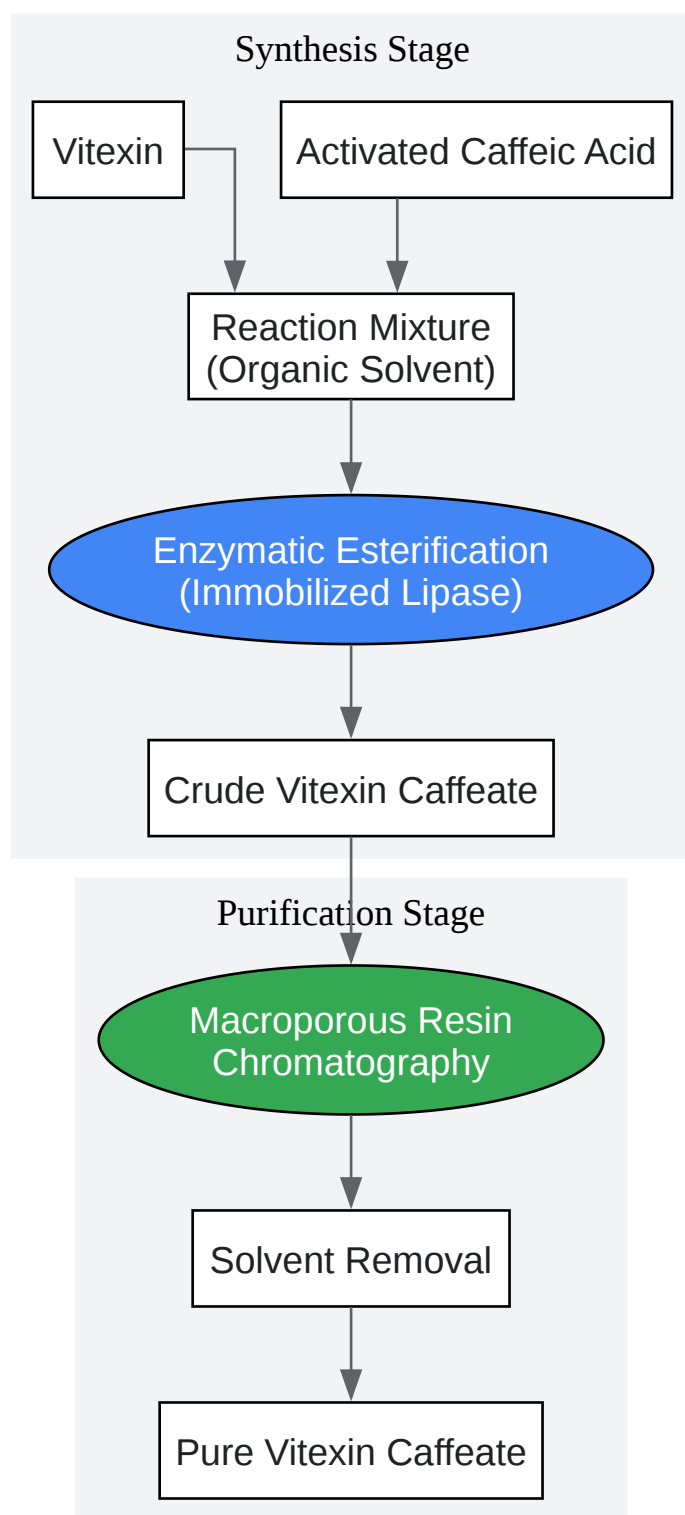 Synthesis Stage
Vitexin
Activated Caffeic Acid
Reaction Mixture
(Organic Solvent)
Enzymatic Esterification
(Immobilized Lipase)
Crude Vitexin Caffeate
Purification Stage
Macroporous Resin
Chromatography
Solvent Removal
Pure Vitexin Caffeate